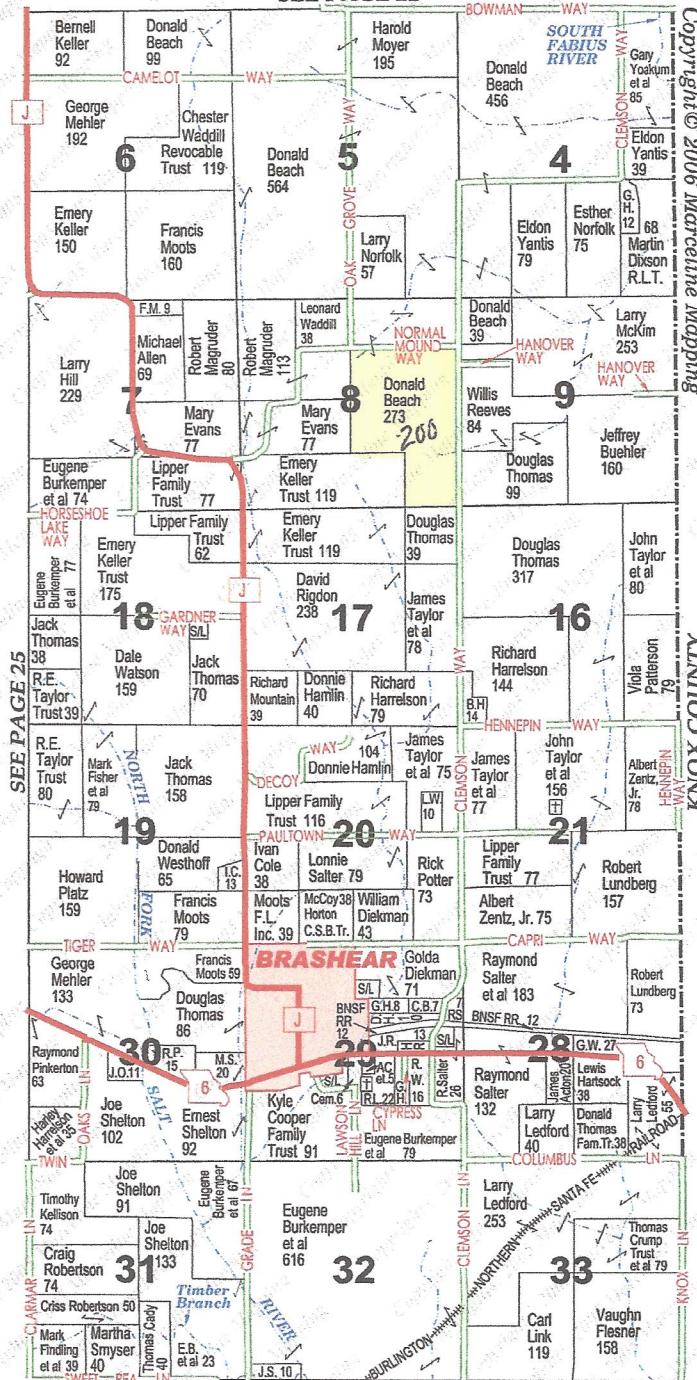 BOWMAN WAY
Bernell
Keller
92
Donald
Beach
99
Harold
Moyer
195
SOUTH
FABIUS
RIVER
Donald
Beach
456
CLEMSON WAY
Gary
Yoakum
et al
85
CAMELOT WAY
J
George
Mehler
192
6
Chester
Waddill
Revocable
Trust 119
Donald
Beach
564
5
OAK GROVE WAY
4
Eldon
Yantis
39
Emery
Keller
150
Francis
Moots
160
Larry
Norfolk
57
Eldon
Yantis
79
Esther
Norfolk
75
G.
H.
12
68
Martin
Dixson
R.L.T.
F.M. 9
Larry
Hill
229
Michael
Allen
69
Robert
Magruder
80
Robert
Magruder
113
Leonard
Waddill
38
NORMAL
MOUND
WAY
Donald
Beach
39
HANOVER
WAY
Larry
McKim
253
HANOVER
WAY
7
Mary
Evans
77
Mary
Evans
77
8
Donald
Beach
273
-200
Willis
Reeves
84
9
Jeffrey
Buehler
160
Eugene
Burkemper
et al 74
Lipper
Family
Trust 77
Emery
Keller
Trust 119
Douglas
Thomas
99
HORSESHOE
LAKE
WAY
Lipper Family
Trust
62
Emery
Keller
Trust 119
Douglas
Thomas
39
Douglas
Thomas
317
John
Taylor
et al
80
Eugene
Burkemper
et al 77
Emery
Keller
Trust
175
J
David
Rigdon
238
James
Taylor
et al
78
18
17
16
GARDNER
WAY
S/L
Jack
Thomas
38
Dale
Watson
159
Jack
Thomas
70
Richard
Harrelson
144
Viola
Patterson
79
R.E.
Taylor
Trust 39
Richard
Mountain
39
Donnie
Hamlin
40
Richard
Harrelson
79
CLEMSON WAY
B.H
14
HENNEPIN WAY
SEE PAGE 25
KNOX COUNTY
Copyright © 2006 Marceline Mapping
R.E.
Taylor
Trust
80
Mark
Fisher
et al
79
NORTH FORK SALT RIVER
Jack
Thomas
158
DECOY WAY
104
Donnie Hamlin
James
Taylor
et al 75
James
Taylor
et al
77
John
Taylor
et al
156
Albert
Zentz,
Jr.
78
HENNEPIN WAY
Lipper Family
Trust 116
L.W.
10
19
PAULTOWN WAY
20
21
Howard
Platz
159
Donald
Westhoff
65
I.C.
13
Ivan
Cole
38
Lonnie
Salter 79
Rick
Potter
73
Lipper
Family
Trust 77
Robert
Lundberg
157
Francis
Moots
79
Moots
F.L.
Inc. 39
McCoy 38
Horton
C.S.B.Tr.
William
Diekman
43
Albert
Zentz, Jr. 75
TIGER WAY
CAPRI WAY
George
Mehler
133
Francis
Moots 59
BRASHEAR
Golda
Diekman
71
Raymond
Salter
et al 183
Robert
Lundberg
73
Douglas
Thomas
86
J
S/L
BNSF
RR
12
G.H.8
C.B.7
RS
BNSF RR 12
30
29
28
G.W. 27
Raymond
Pinkerton
63
J.O.11
R.P.
15
M.S.
20
6
J.R.
13
S/L
6
AC
et.5
R.
W.
16
R.Salter
26
Raymond
Salter
132
James
Acton 20
Lewis
Hartsock
38
Harley
Harrelson
et al 35
TWIN OAKS LN
Joe
Shelton
102
Ernest
Shelton
92
Kyle
Cooper
Family
Trust 91
S/L
Cem.6
LAWSON HILL LN
R.L. 22
G.
H.
CYPRESS
LN
Eugene Burkemper
et al 79
Larry
Ledford
40
Donald
Thomas
Fam.Tr.38
Larry
Ledford
92
55
COLUMBUS LN
Timothy
Kellison
74
Joe
Shelton
91
Eugene
Burkemper
et al 67
GRADE LN
Eugene
Burkemper
et al
616
CLEMSON LN
Larry
Ledford
253
BURLINGTON NORTHERN SANTA FE RAILROAD
Thomas
Crump
Trust
et al 79
KNOX LN
Craig
Robertson
74
Joe
Shelton
133
31
32
33
CLARMAR LN
Criss Robertson 50
Timber
Branch
Mark
Findling
et al 39
Martha
Smyser
40
Thomas Cady
40
E.B.
et al 23
J.S. 10
Carl
Link
119
Vaughn
Flesner
158
SWEET PEA LN